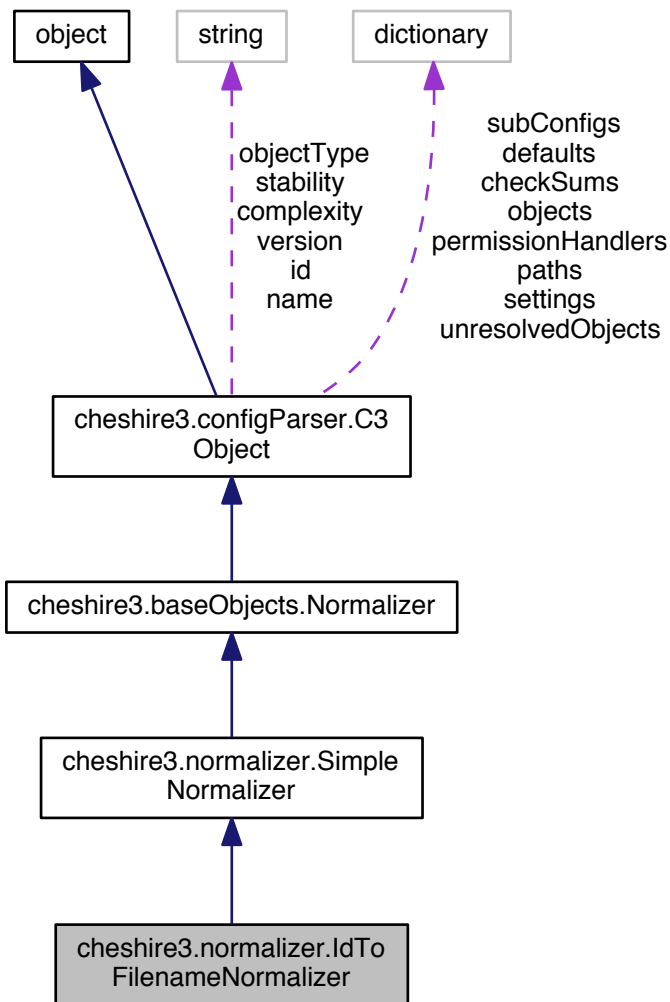 object
string
dictionary
objectType
stability
complexity
version
id
name
subConfigs
defaults
checkSums
objects
permissionHandlers
paths
settings
unresolvedObjects
cheshire3.configParser.C3
Object
cheshire3.baseObjects.Normalizer
cheshire3.normalizer.Simple
Normalizer
cheshire3.normalizer.IdTo
FilenameNormalizer